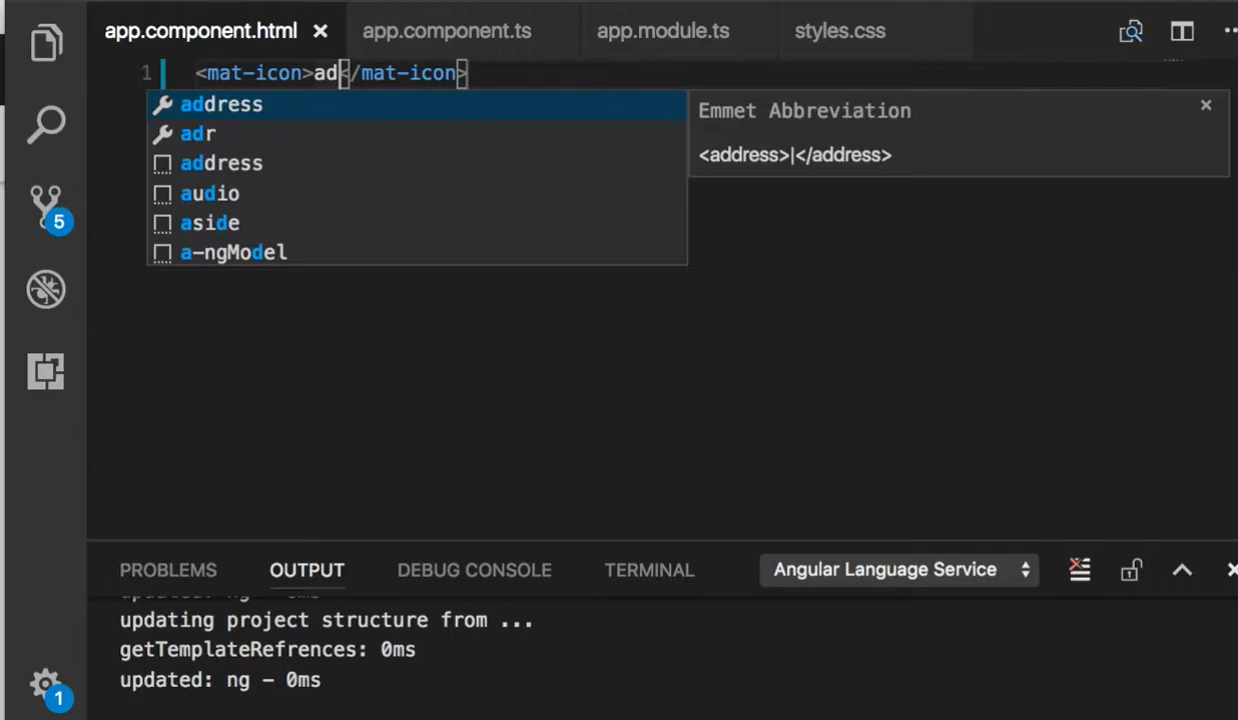 app.component.html app.component.ts app.module.ts styles.css
1 <mat-icon>ad</mat-icon>
address
adr
address
audio
aside
a-ngModel
Emmet Abbreviation
<address>|</address>
5
PROBLEMS OUTPUT DEBUG CONSOLE TERMINAL Angular Language Service
updating project structure from ...
getTemplateRefrences: 0ms
updated: ng - 0ms
1